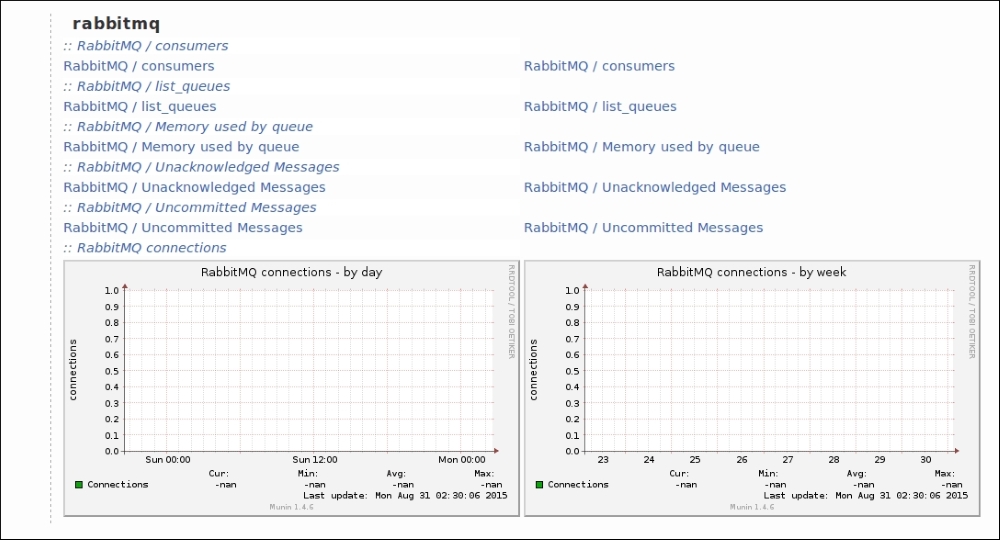 rabbitmq
:: RabbitMQ / consumers
RabbitMQ / consumers RabbitMQ / consumers
:: RabbitMQ / list_queues
RabbitMQ / list_queues RabbitMQ / list_queues
:: RabbitMQ / Memory used by queue
RabbitMQ / Memory used by queue RabbitMQ / Memory used by queue
:: RabbitMQ / Unacknowledged Messages
RabbitMQ / Unacknowledged Messages RabbitMQ / Unacknowledged Messages
:: RabbitMQ / Uncommitted Messages
RabbitMQ / Uncommitted Messages RabbitMQ / Uncommitted Messages
:: RabbitMQ connections
RabbitMQ connections - by day
RRDTOOL / TOBI OETIKER
connections
1.0
0.9
0.8
0.7
0.6
0.5
0.4
0.3
0.2
0.1
0.0
Sun 00:00 Sun 12:00 Mon 00:00
Cur: Min: Avg: Max:
Connections -nan -nan -nan -nan
Last update: Mon Aug 31 02:30:06 2015
Munin 1.4.6
RabbitMQ connections - by week
RRDTOOL / TOBI OETIKER
connections
1.0
0.9
0.8
0.7
0.6
0.5
0.4
0.3
0.2
0.1
0.0
23 24 25 26 27 28 29 30
Cur: Min: Avg: Max:
Connections -nan -nan -nan -nan
Last update: Mon Aug 31 02:30:06 2015
Munin 1.4.6